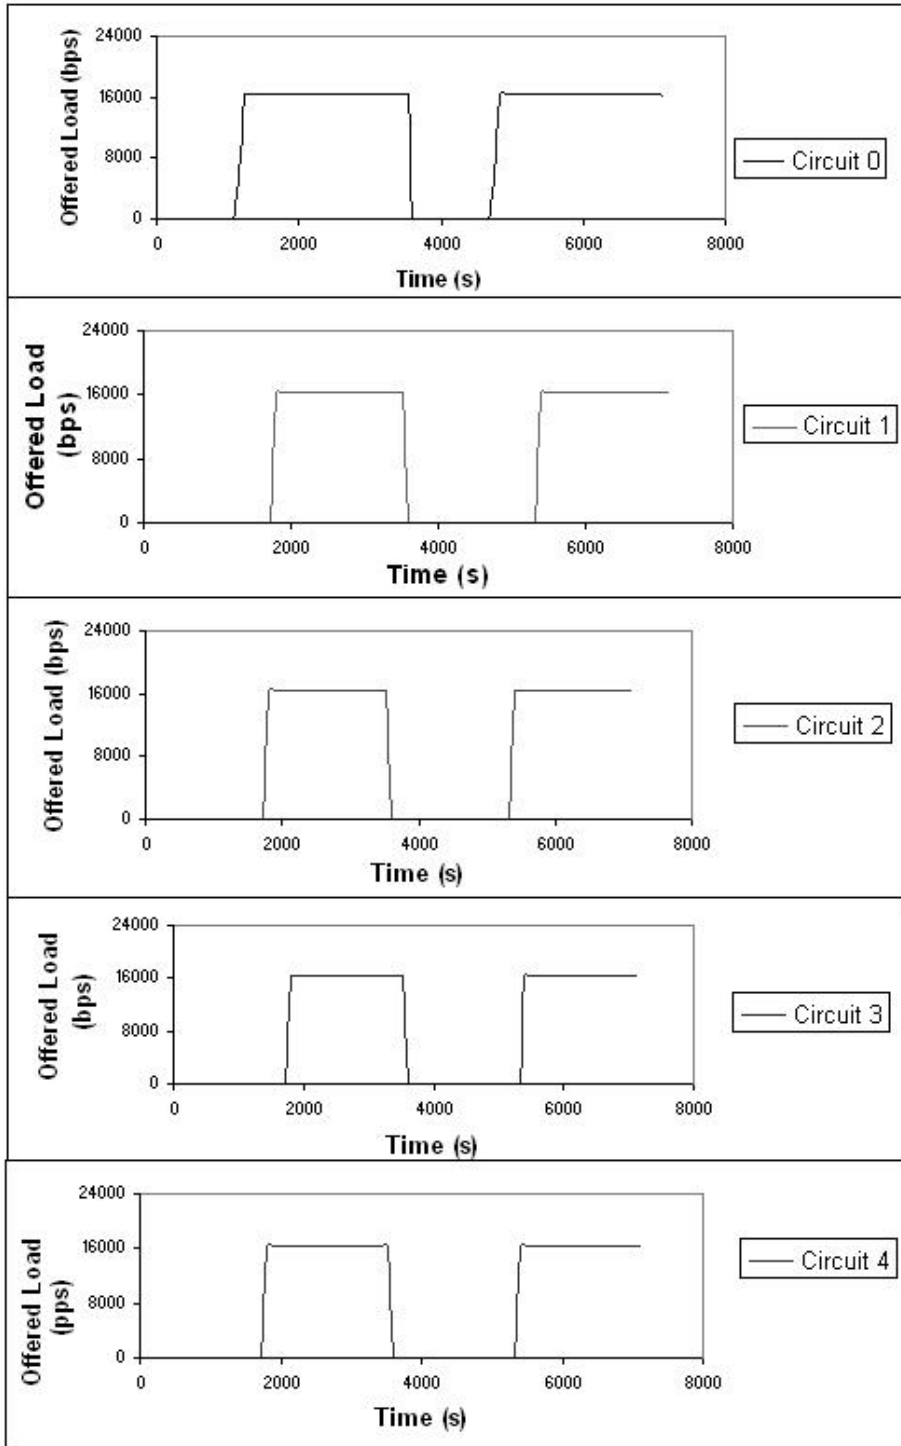 Offered Load (bps)
24000
16000
8000
0
0 2000 4000 6000 8000
Time (s)
Circuit 0
Offered Load
(bps)
24000
16000
8000
0
0 2000 4000 6000 8000
Time (s)
Circuit 1
Offered Load (bps)
24000
16000
8000
0
0 2000 4000 6000 8000
Time (s)
Circuit 2
Offered Load
(bps)
24000
16000
8000
0
0 2000 4000 6000 8000
Time (s)
Circuit 3
Offered Load
(pps)
24000
16000
8000
0
0 2000 4000 6000 8000
Time (s)
Circuit 4